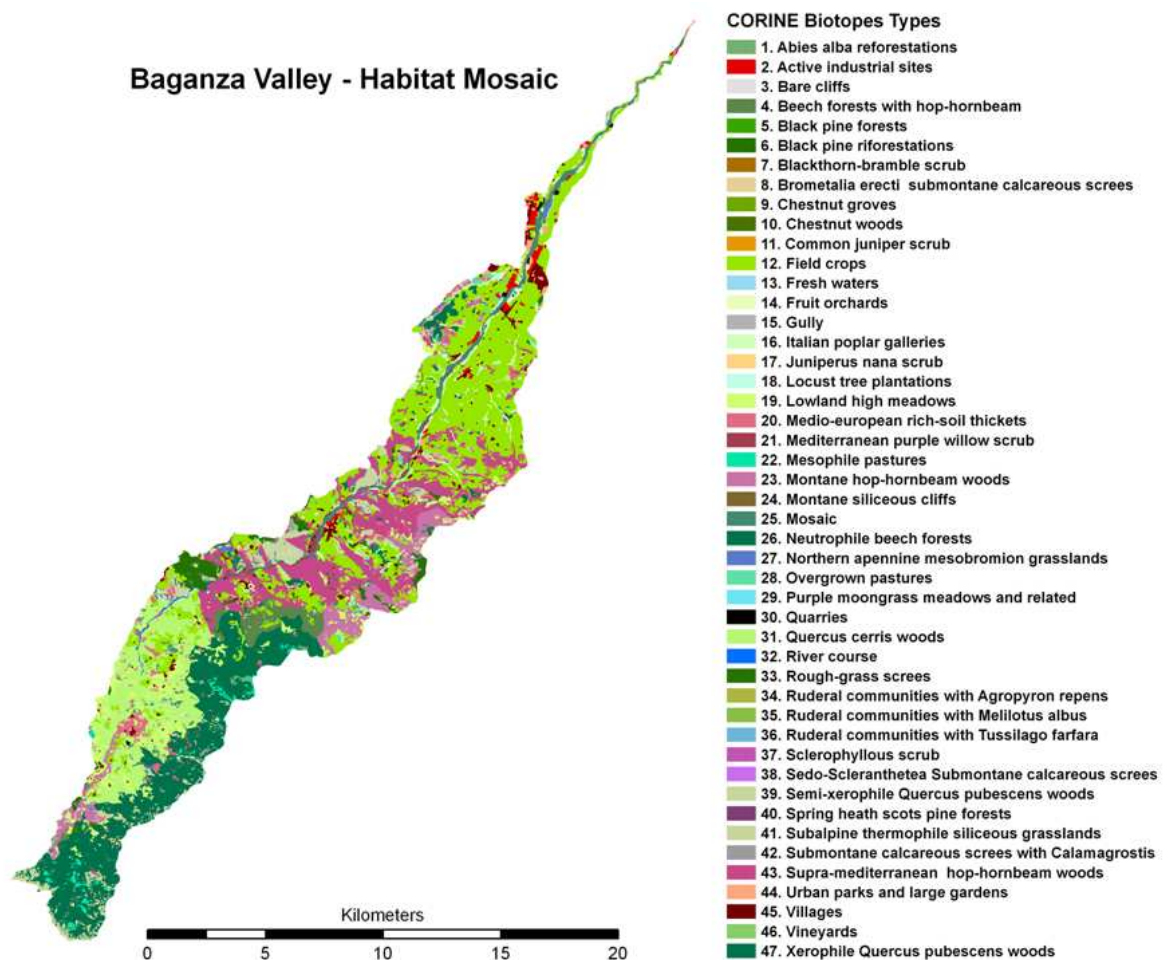 Baganza Valley - Habitat Mosaic
CORINE Biotopes Types
1. Abies alba reforestations
2. Active industrial sites
3. Bare cliffs
4. Beech forests with hop-hornbeam
5. Black pine forests
6. Black pine riforestations
7. Blackthorn-bramble scrub
8. Brometalia erecti submontane calcareous screes
9. Chestnut groves
10. Chestnut woods
11. Common juniper scrub
12. Field crops
13. Fresh waters
14. Fruit orchards
15. Gully
16. Italian poplar galleries
17. Juniperus nana scrub
18. Locust tree plantations
19. Lowland high meadows
20. Medio-european rich-soil thickets
21. Mediterranean purple willow scrub
22. Mesophile pastures
23. Montane hop-hornbeam woods
24. Montane siliceous cliffs
25. Mosaic
26. Neutrophile beech forests
27. Northern apennine mesobromion grasslands
28. Overgrown pastures
29. Purple moongrass meadows and related
30. Quarries
31. Quercus cerris woods
32. River course
33. Rough-grass screes
34. Ruderal communities with Agropyron repens
35. Ruderal communities with Melilotus albus
36. Ruderal communities with Tussilago farfara
37. Sclerophyllous scrub
38. Sedo-Scleranthetea Submontane calcareous screes
39. Semi-xerophile Quercus pubescens woods
40. Spring heath scots pine forests
41. Subalpine thermophile siliceous grasslands
42. Submontane calcareous screes with Calamagrostis
43. Supra-mediterranean hop-hornbeam woods
44. Urban parks and large gardens
45. Villages
46. Vineyards
47. Xerophile Quercus pubescens woods
Kilometers
0 5 10 15 20